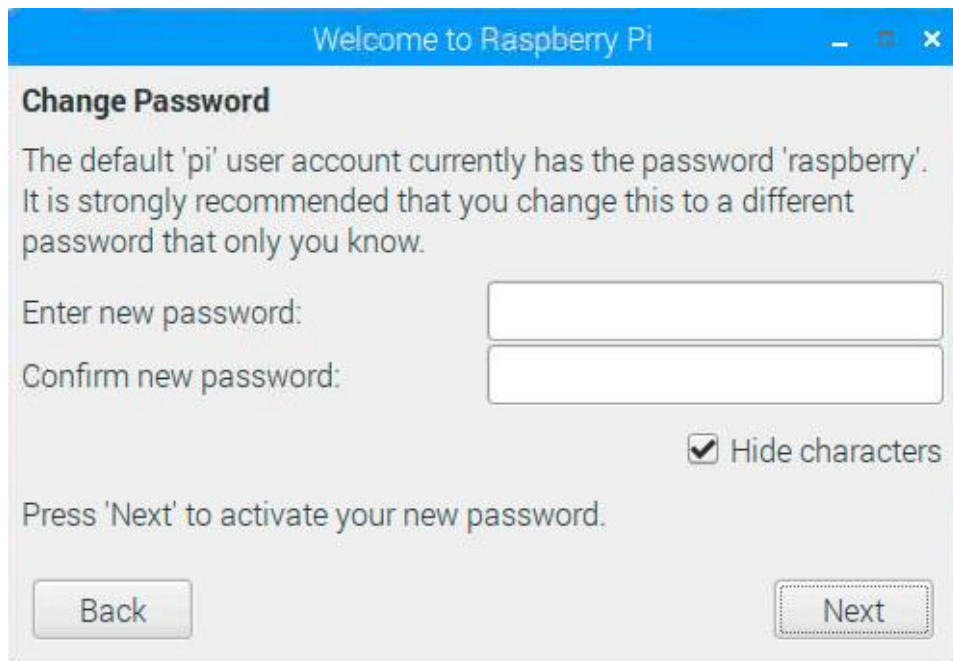 Welcome to Raspberry Pi
Change Password
The default 'pi' user account currently has the password 'raspberry'.
It is strongly recommended that you change this to a different
password that only you know.
Enter new password:
Confirm new password:
Hide characters
Press 'Next' to activate your new password.
Back
Next